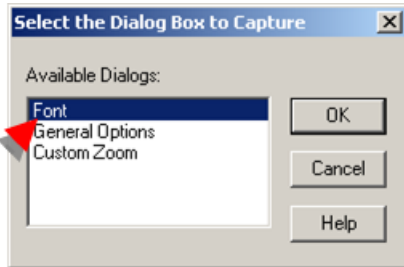 Select the Dialog Box to Capture
Available Dialogs:
Font
General Options
Custom Zoom
OK
Cancel
Help